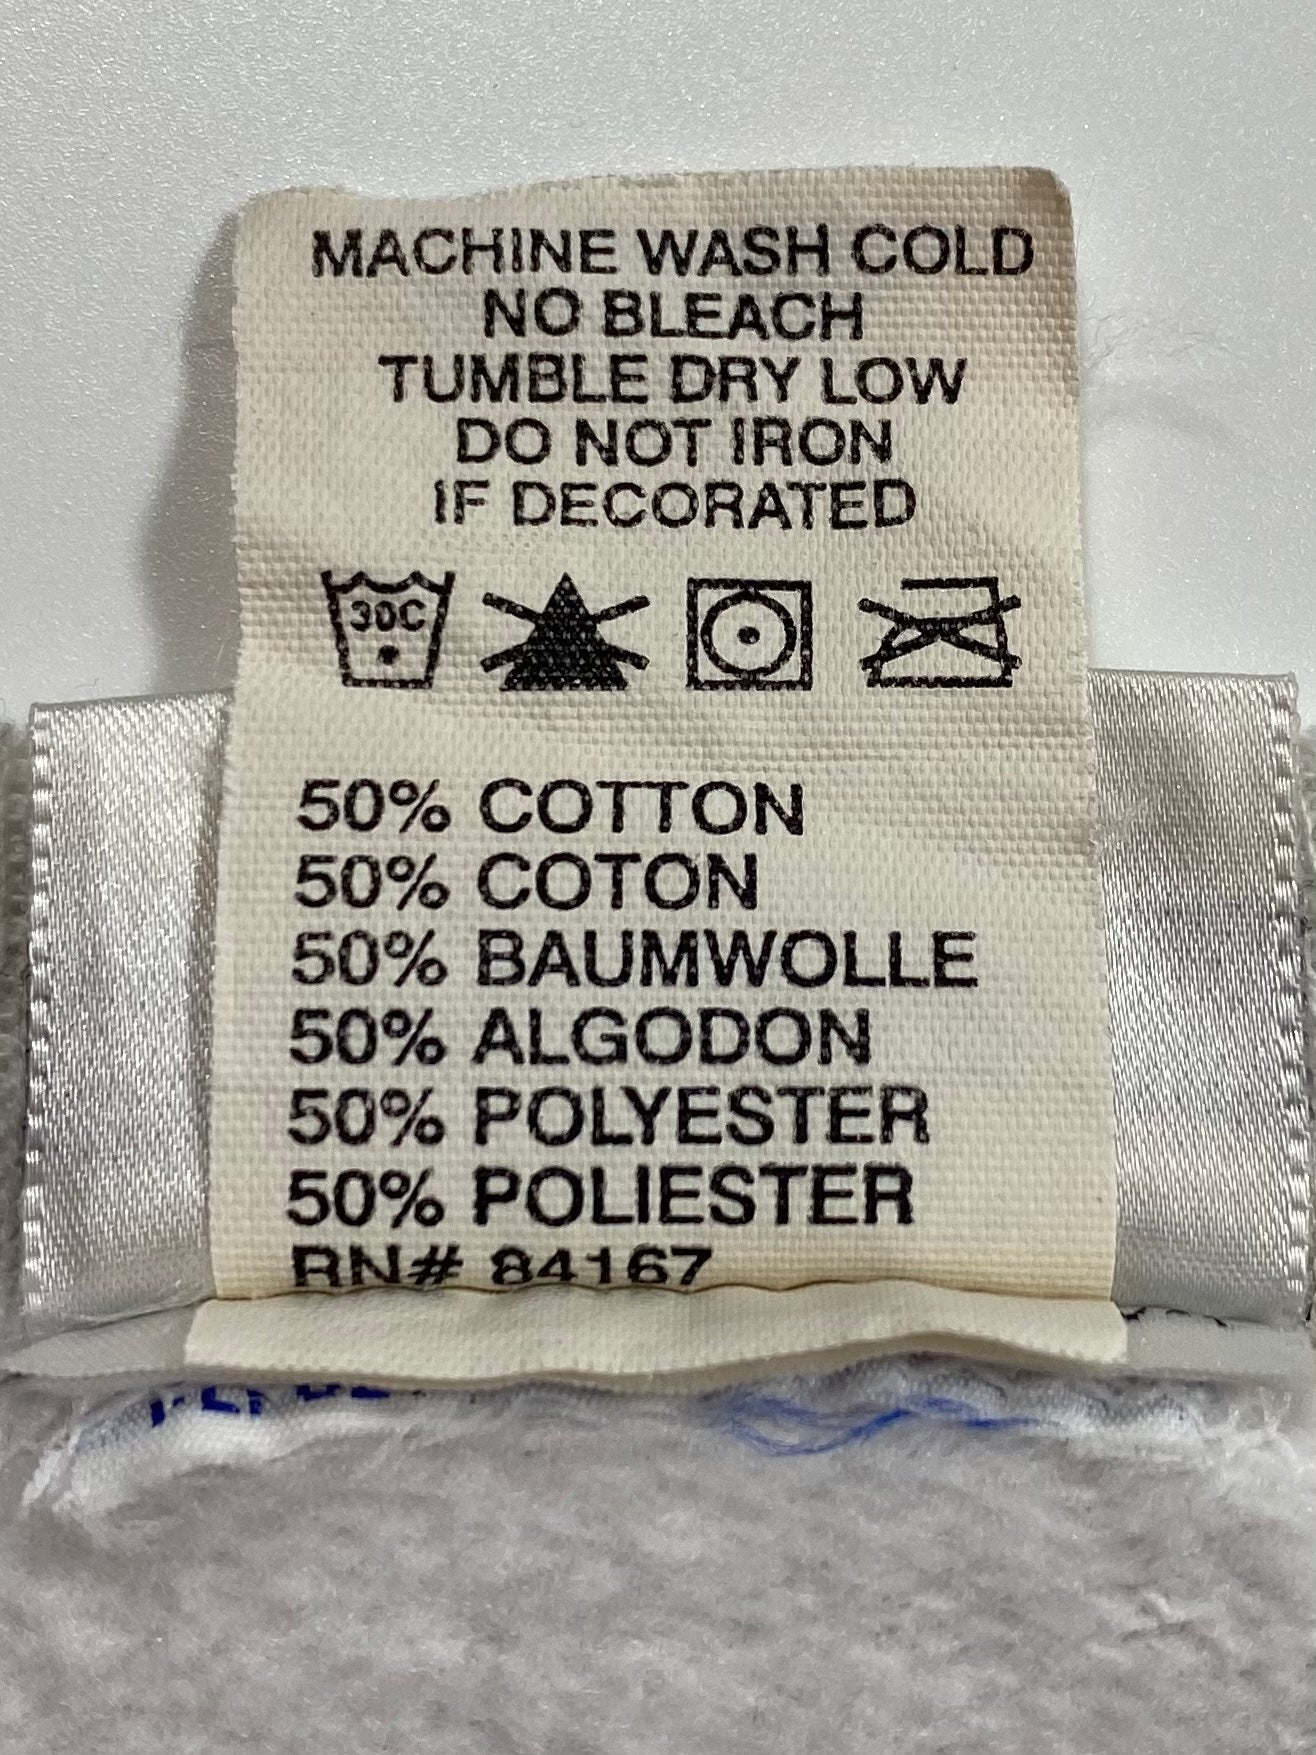 MACHINE WASH COLD
NO BLEACH
TUMBLE DRY LOW
DO NOT IRON
IF DECORATED
30C
50% COTTON
50% COTON
50% BAUMWOLLE
50% ALGODON
50% POLYESTER
50% POLIESTER
RN# 84167